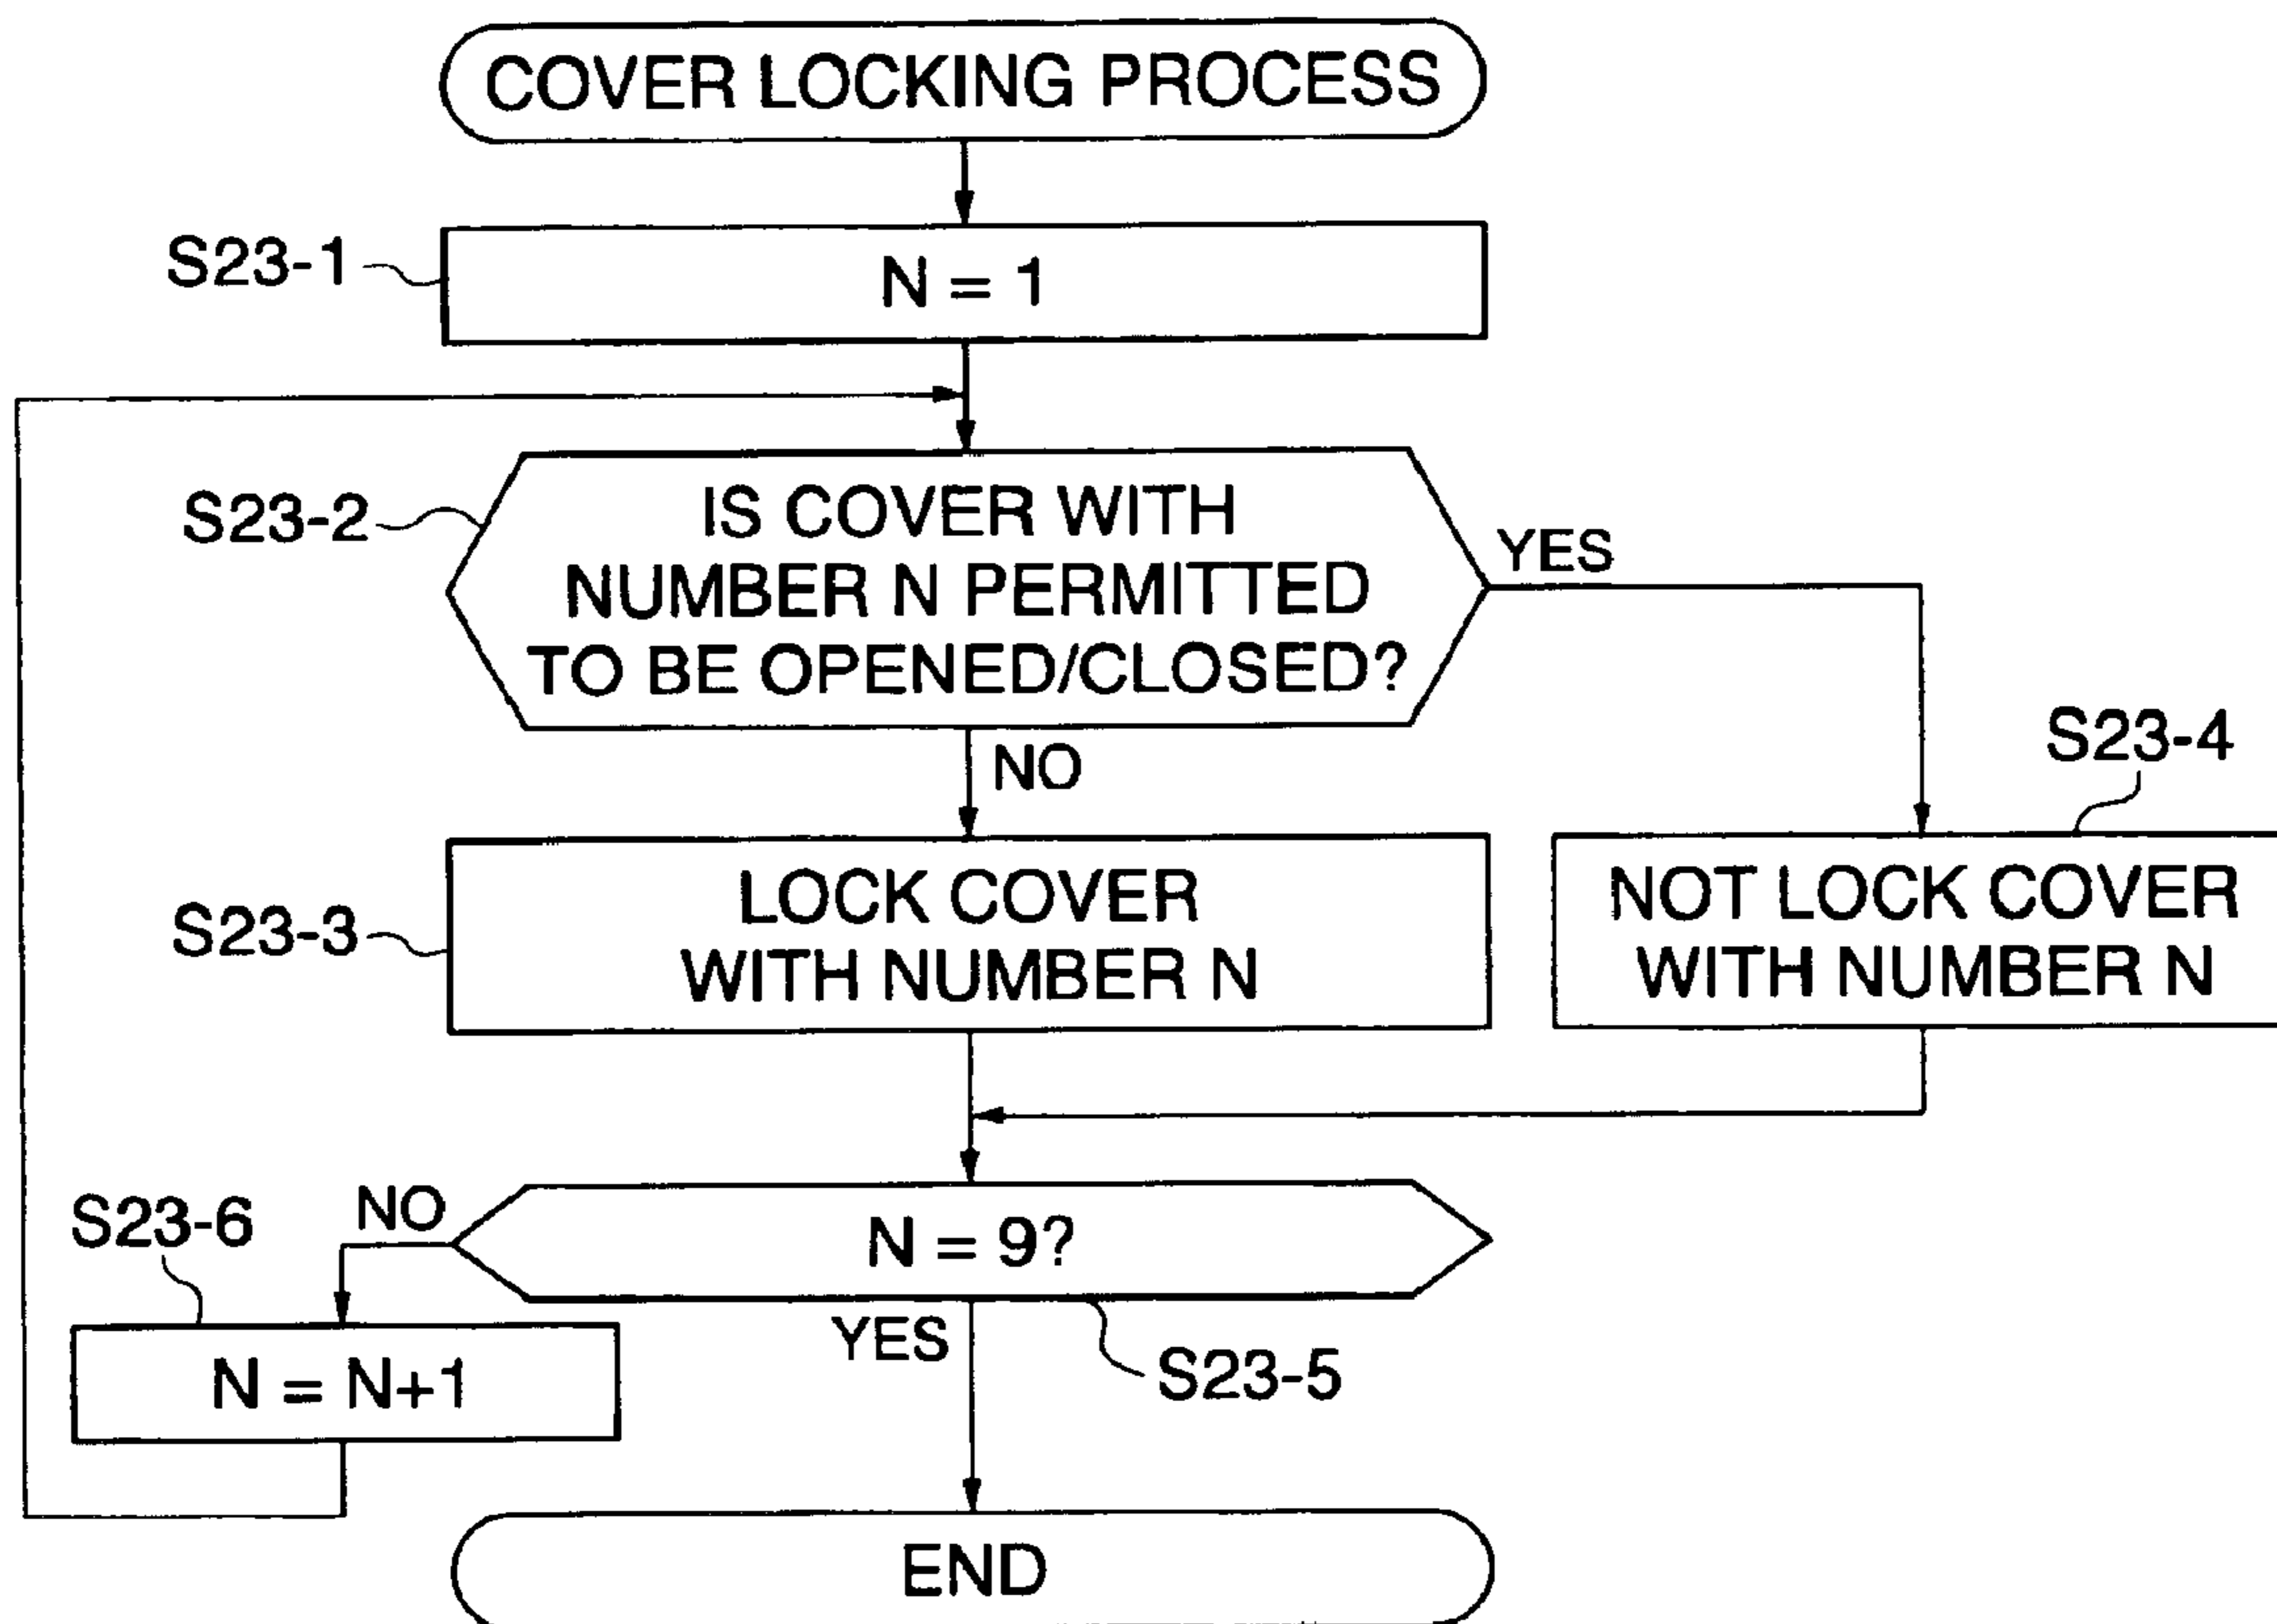 COVER LOCKING PROCESS
S23-1
N = 1
S23-2
IS COVER WITH
NUMBER N PERMITTED
TO BE OPENED/CLOSED?
YES
NO
S23-4
S23-3
LOCK COVER
WITH NUMBER N
NOT LOCK COVER
WITH NUMBER N
S23-6
NO
N = 9?
YES
S23-5
N = N+1
END